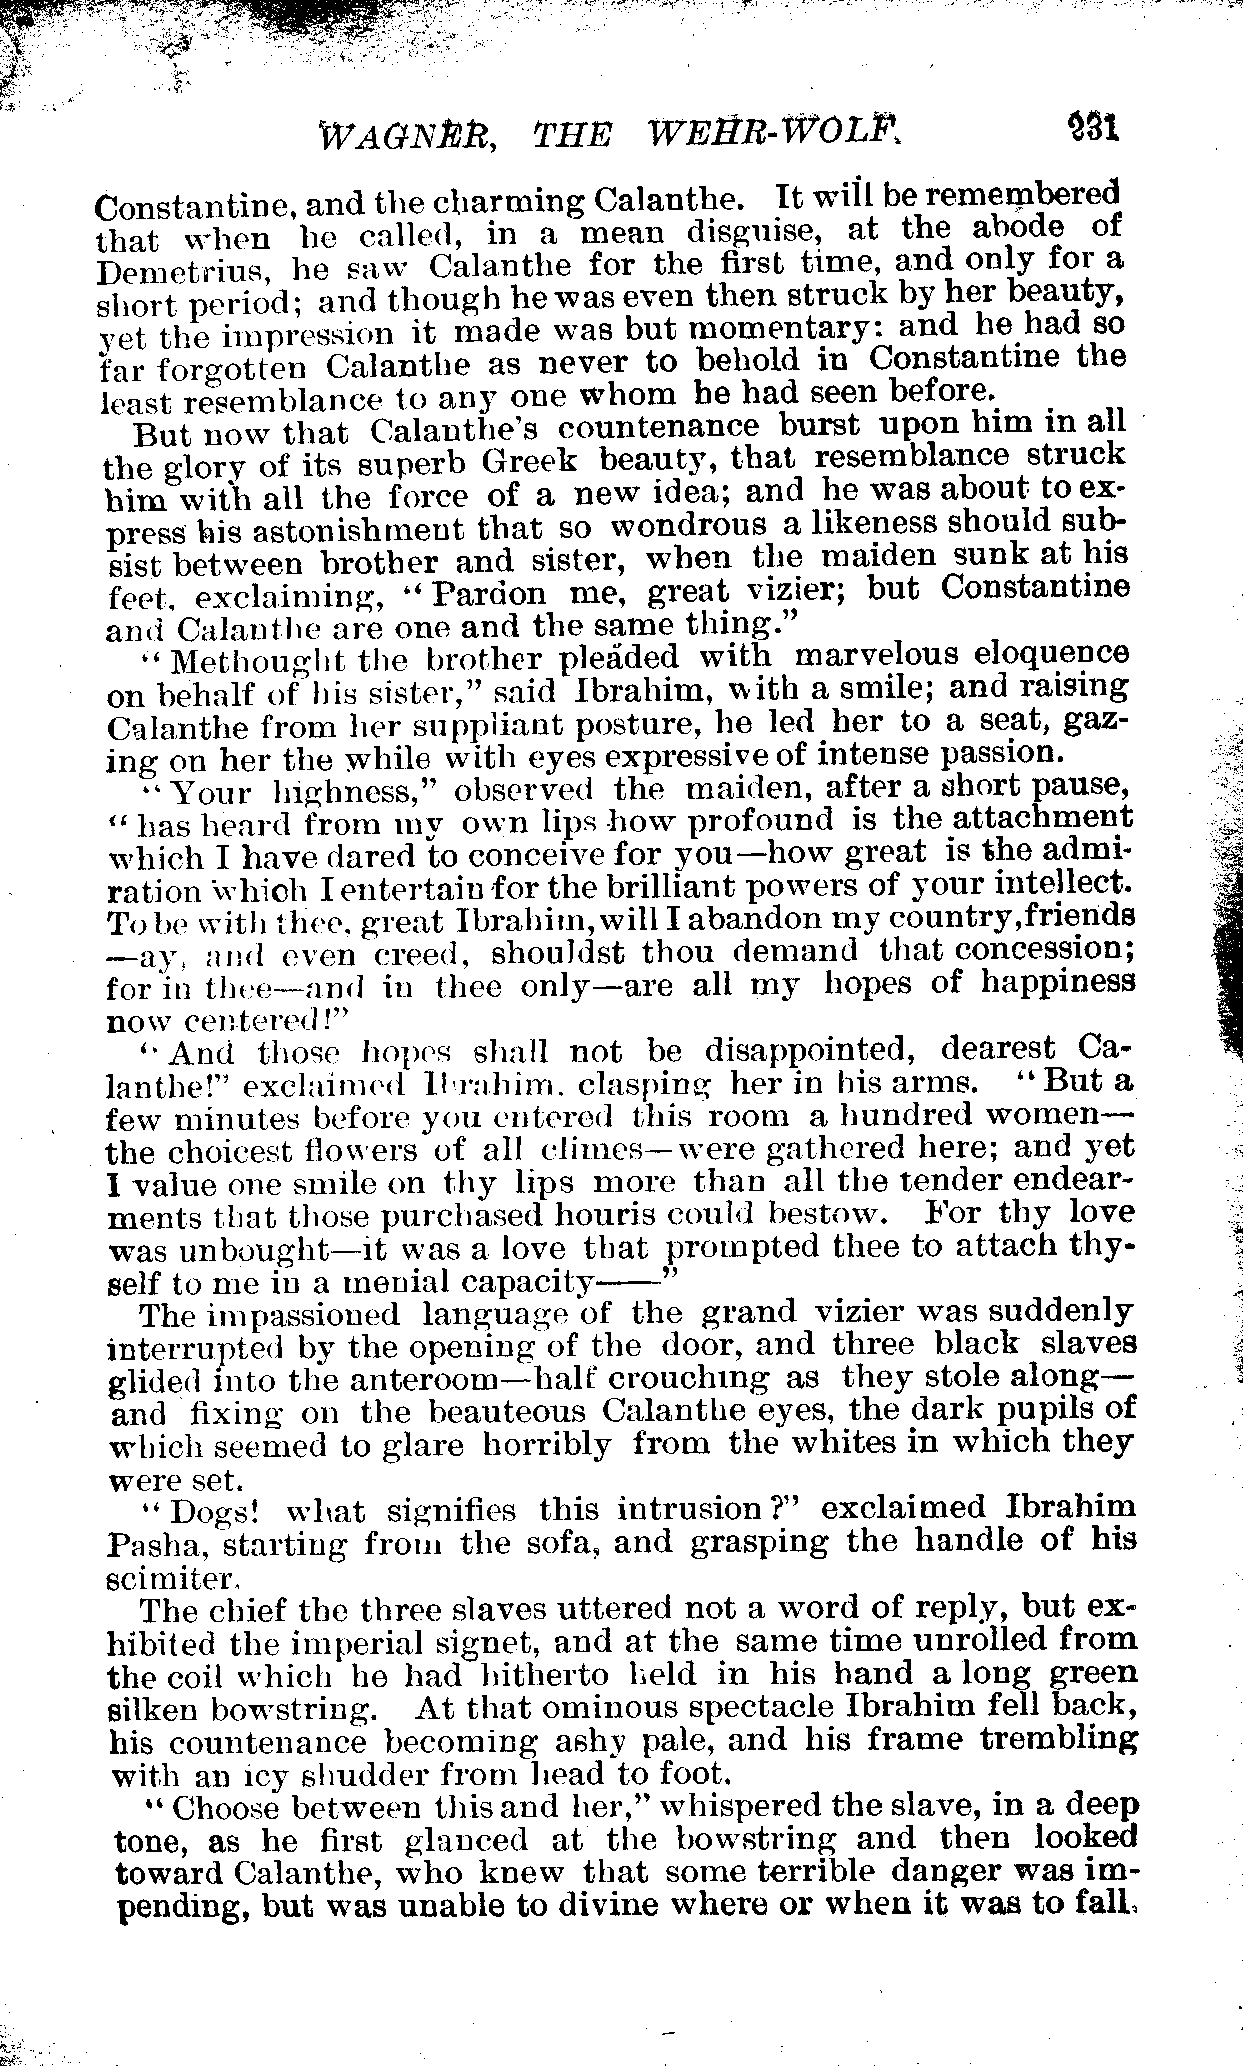 WAGNER, THE WEHR-WOLF. 231
Constantine, and the charming Calanthe. It will be remembered
that when he called, in a mean disguise, at the abode of
Demetrius, he saw Calanthe for the first time, and only for a
short period; and though he was even then struck by her beauty,
yet the impression it made was but momentary: and he had so
far forgotten Calanthe as never to behold in Constantine the
least resemblance to any one whom he had seen before.
But now that Calanthe's countenance burst upon him in all
the glory of its superb Greek beauty, that resemblance struck
him with all the force of a new idea; and he was about to ex-
press his astonishment that so wondrous a likeness should sub-
sist between brother and sister, when the maiden sunk at his
feet, exclaiming, "Pardon me, great vizier; but Constantine
and Calanthe are one and the same thing."
"Methought the brother pleaded with marvelous eloquence
on behalf of his sister," said Ibrahim, with a smile; and raising
Calanthe from her suppliant posture, he led her to a seat, gaz-
ing on her the while with eyes expressive of intense passion.
"Your highness," observed the maiden, after a short pause,
"has heard from my own lips how profound is the attachment
which I have dared to conceive for you—how great is the admi-
ration which I entertain for the brilliant powers of your intellect.
To be with thee, great Ibrahim, will I abandon my country, friends
—ay, and even creed, shouldst thou demand that concession;
for in thee—and in thee only—are all my hopes of happiness
now centered!"
"And those hopes shall not be disappointed, dearest Ca-
lanthe!" exclaimed Ibrahim, clasping her in his arms. "But a
few minutes before you entered this room a hundred women—
the choicest flowers of all climes—were gathered here; and yet
I value one smile on thy lips more than all the tender endear-
ments that those purchased houris could bestow. For thy love
was unbought—it was a love that prompted thee to attach thy-
self to me in a menial capacity——"
The impassioned language of the grand vizier was suddenly
interrupted by the opening of the door, and three black slaves
glided into the anteroom—half crouching as they stole along—
and fixing on the beauteous Calanthe eyes, the dark pupils of
which seemed to glare horribly from the whites in which they
were set.
"Dogs! what signifies this intrusion?" exclaimed Ibrahim
Pasha, starting from the sofa, and grasping the handle of his
scimiter.
The chief the three slaves uttered not a word of reply, but ex-
hibited the imperial signet, and at the same time unrolled from
the coil which he had hitherto held in his hand a long green
silken bowstring. At that ominous spectacle Ibrahim fell back,
his countenance becoming ashy pale, and his frame trembling
with an icy shudder from head to foot.
"Choose between this and her," whispered the slave, in a deep
tone, as he first glanced at the bowstring and then looked
toward Calanthe, who knew that some terrible danger was im-
pending, but was unable to divine where or when it was to fall.